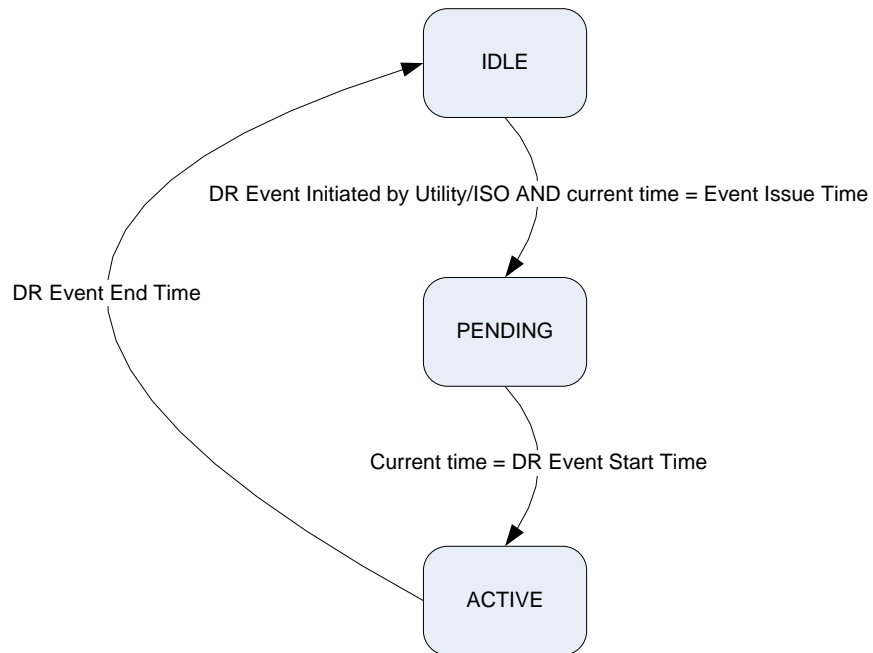 IDLE
DR Event Initiated by Utility/ISO AND current time = Event Issue Time
DR Event End Time
PENDING
Current time = DR Event Start Time
ACTIVE